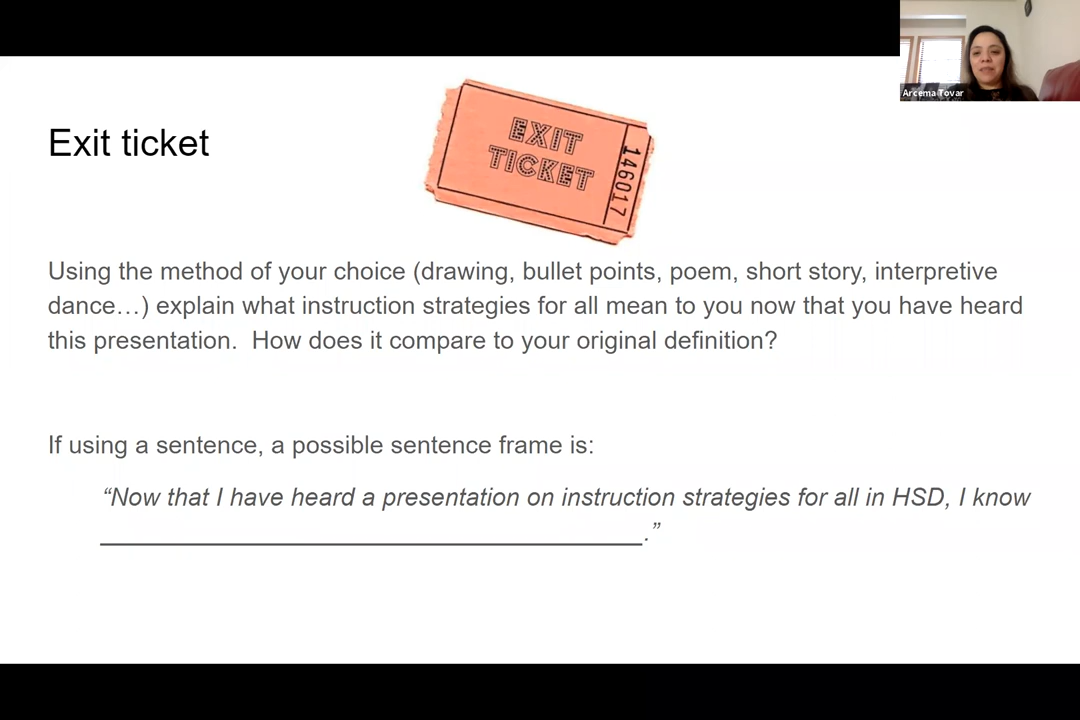 Arcema Tovar
Exit ticket
EXIT
TICKET
146017
Using the method of your choice (drawing, bullet points, poem, short story, interpretive
dance…) explain what instruction strategies for all mean to you now that you have heard
this presentation.  How does it compare to your original definition?
If using a sentence, a possible sentence frame is:
“Now that I have heard a presentation on instruction strategies for all in HSD, I know
________________________________________.”